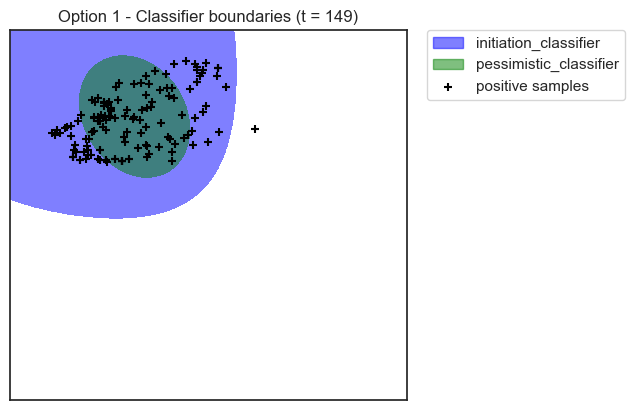 Option 1 - Classifier boundaries (t = 149)
initiation_classifier
pessimistic_classifier
positive samples